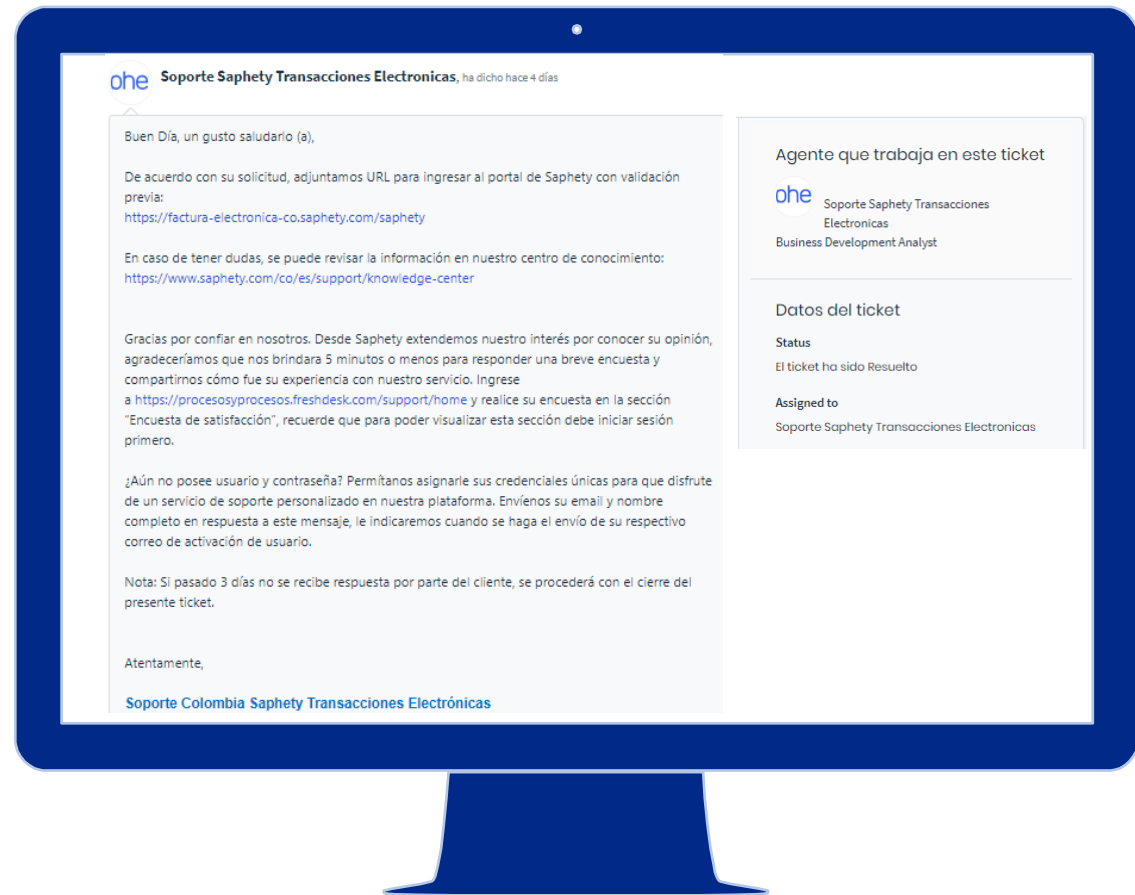 ohe
Soporte Saphety Transacciones Electronicas, ha dicho hace 4 días
Buen Día, un gusto saludarlo (a),
De acuerdo con su solicitud, adjuntamos URL para ingresar al portal de Saphety con validación
previa:
https://factura-electronica-co.saphety.com/saphety
En caso de tener dudas, se puede revisar la información en nuestro centro de conocimiento:
https://www.saphety.com/co/es/support/knowledge-center
Gracias por confiar en nosotros. Desde Saphety extendemos nuestro interés por conocer su opinión,
agradeceríamos que nos brindara 5 minutos o menos para responder una breve encuesta y
compartirnos cómo fue su experiencia con nuestro servicio. Ingrese
a https://procesosyprocesos.freshdesk.com/support/home y realice su encuesta en la sección
"Encuesta de satisfacción", recuerde que para poder visualizar esta sección debe iniciar sesión
primero.
¿Aún no posee usuario y contraseña? Permítanos asignarle sus credenciales únicas para que disfrute
de un servicio de soporte personalizado en nuestra plataforma. Envíenos su email y nombre
completo en respuesta a este mensaje, le indicaremos cuando se haga el envío de su respectivo
correo de activación de usuario.
Nota: Si pasado 3 días no se recibe respuesta por parte del cliente, se procederá con el cierre del
presente ticket.
Atentamente,
Soporte Colombia Saphety Transacciones Electrónicas
Agente que trabaja en este ticket
ohe
Soporte Saphety Transacciones
Electronicas
Business Development Analyst
Datos del ticket
Status
El ticket ha sido Resuelto
Assigned to
Soporte Saphety Transacciones Electronicas